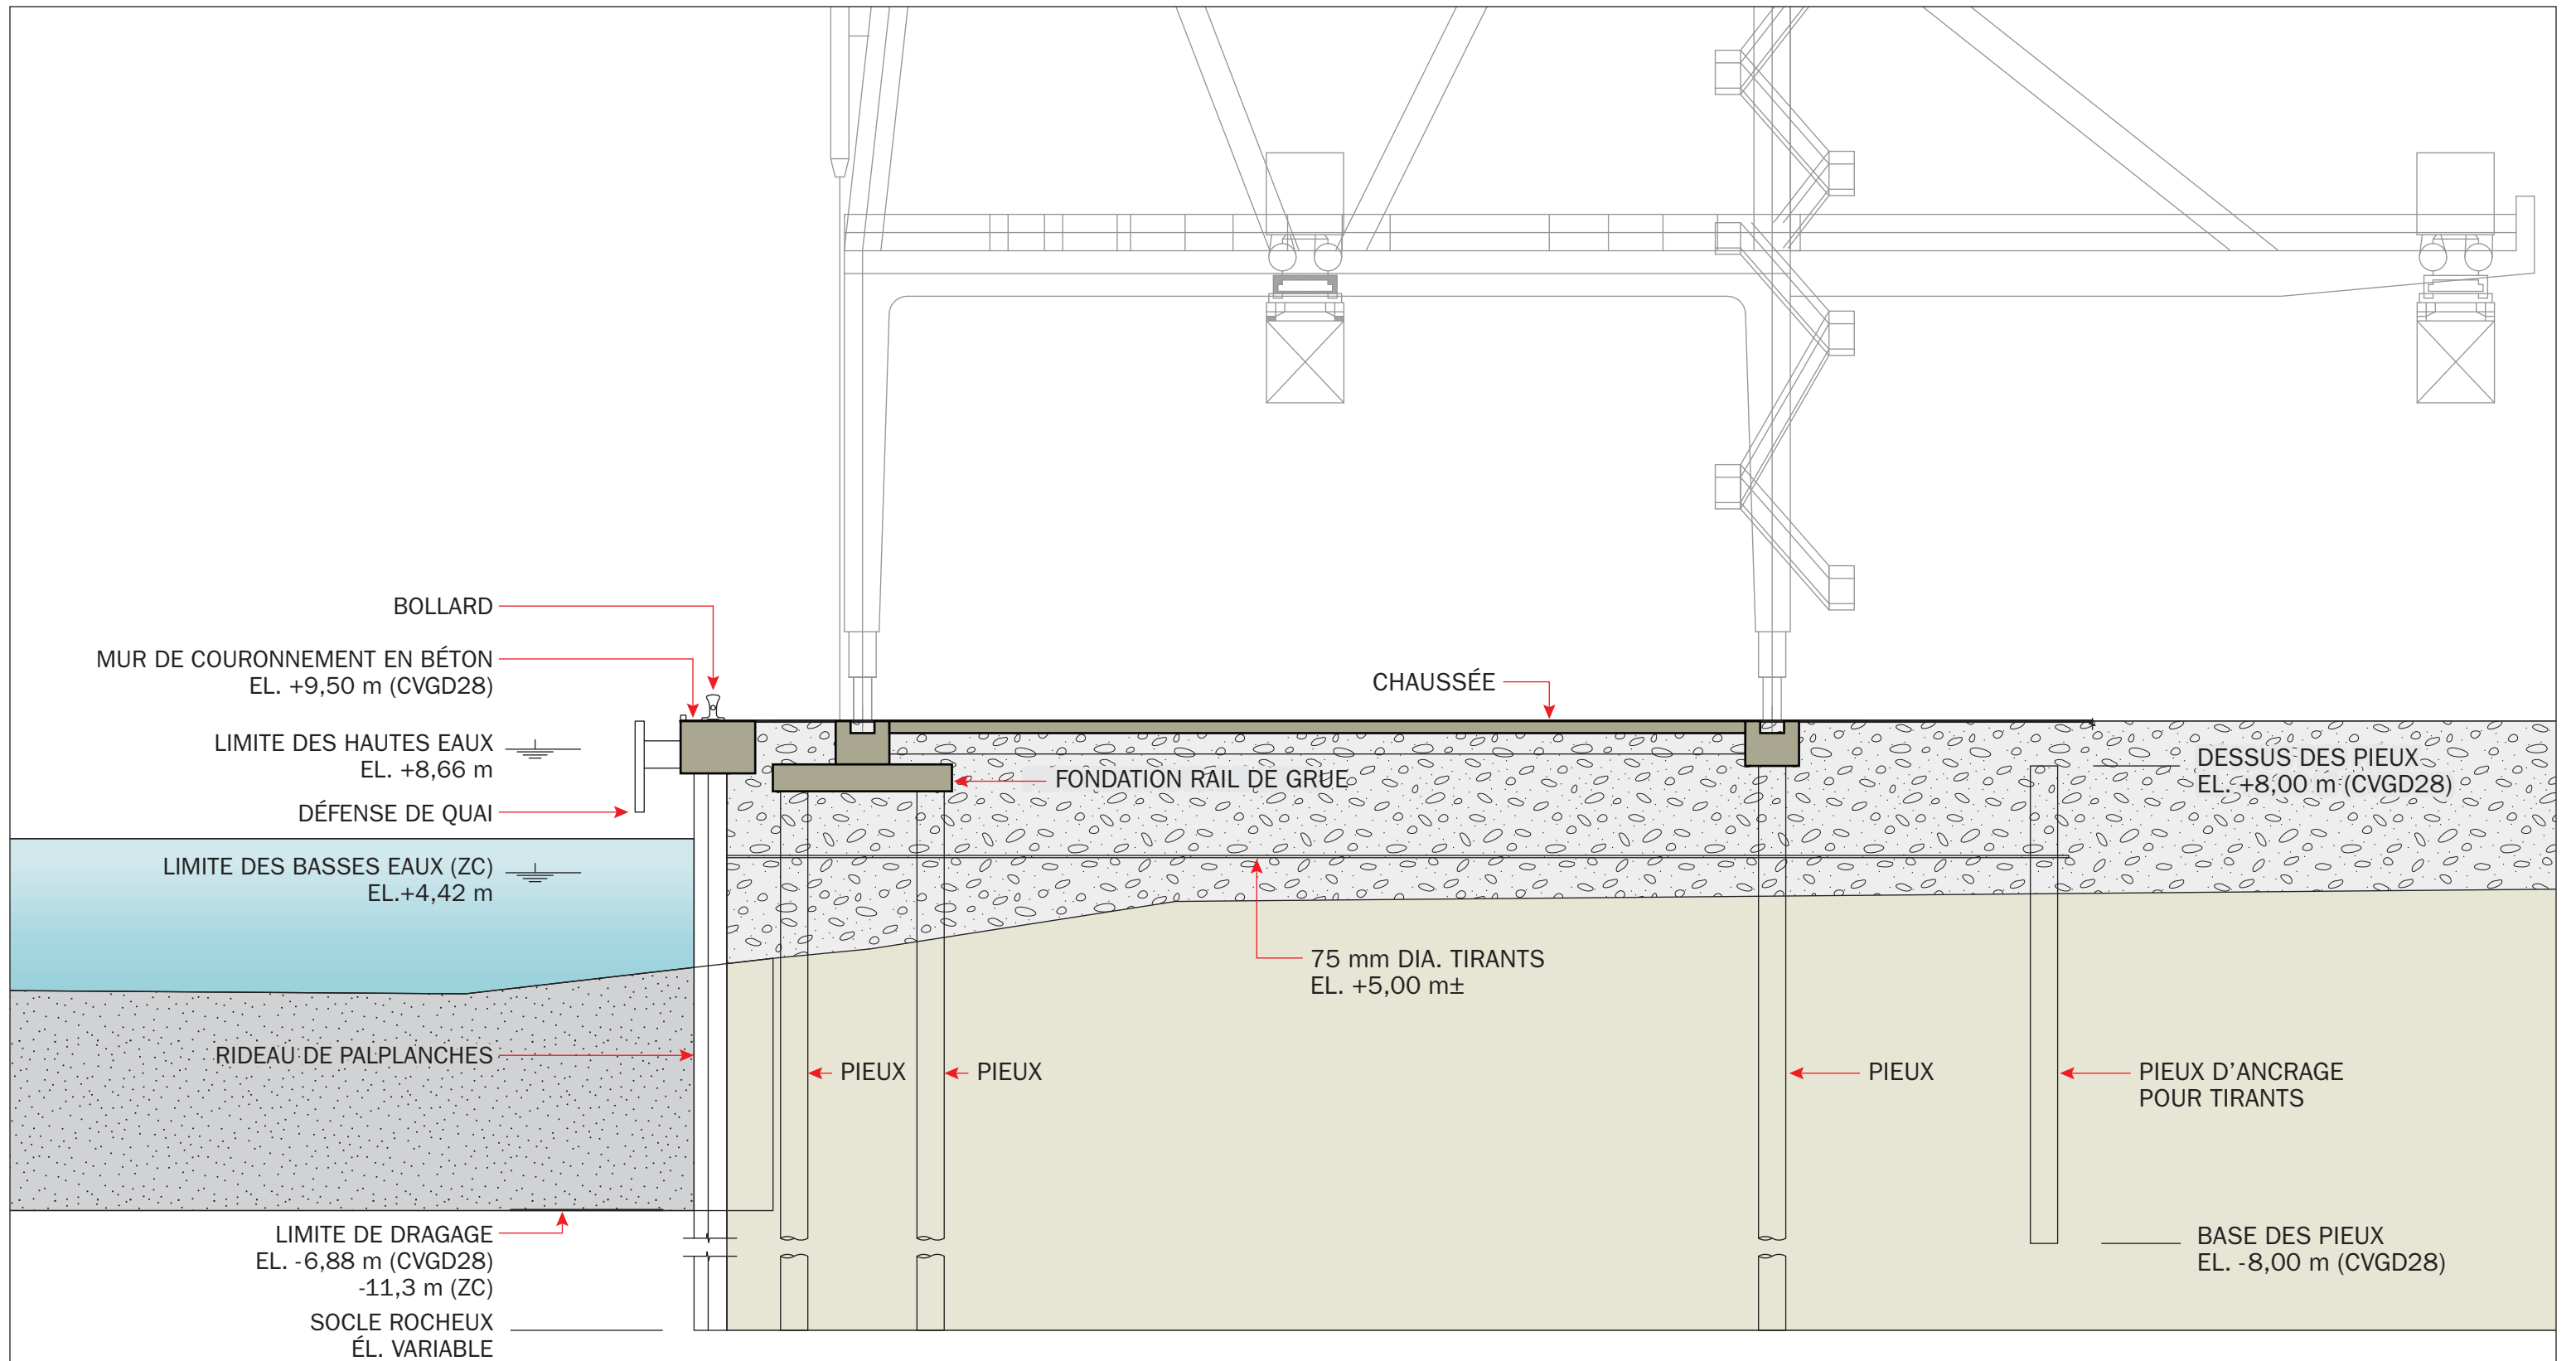 BOLLARD
MUR DE COURONNEMENT EN BÉTON
EL. +9,50 m (CVGD28)
CHAUSSÉE
LIMITE DES HAUTES EAUX
EL. +8,66 m
DESSUS DES PIEUX
EL. +8,00 m (CVGD28)
FONDATION RAIL DE GRUE
DÉFENSE DE QUAI
LIMITE DES BASSES EAUX (ZC)
EL.+4,42 m
75 mm DIA. TIRANTS
EL. +5,00 m±
RIDEAU DE PALPLANCHES
PIEUX
PIEUX
PIEUX
PIEUX D’ANCRAGE
POUR TIRANTS
LIMITE DE DRAGAGE
EL. -6,88 m (CVGD28)
-11,3 m (ZC)
BASE DES PIEUX
EL. -8,00 m (CVGD28)
SOCLE ROCHEUX
ÉL. VARIABLE